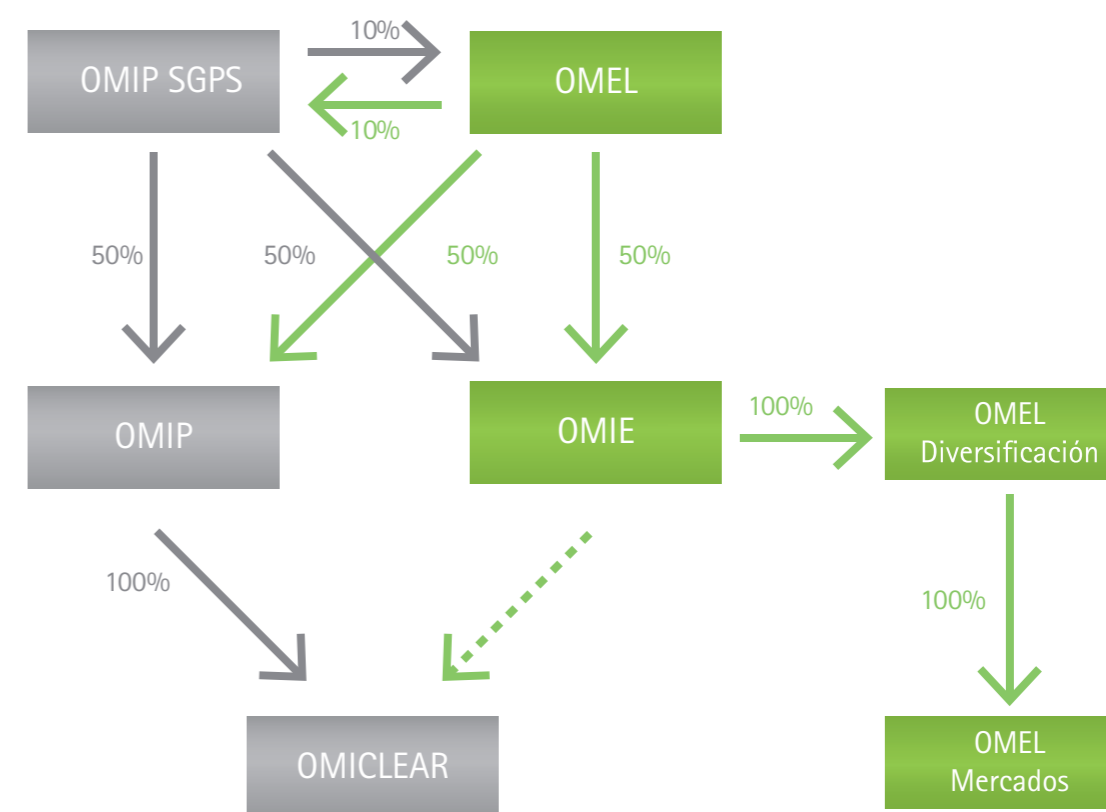 10%
OMIP SGPS
OMEL
10%
50%
50%
50%
50%
OMIP
OMIE
100%
OMEL
Diversificación
100%
100%
OMICLEAR
OMEL
Mercados